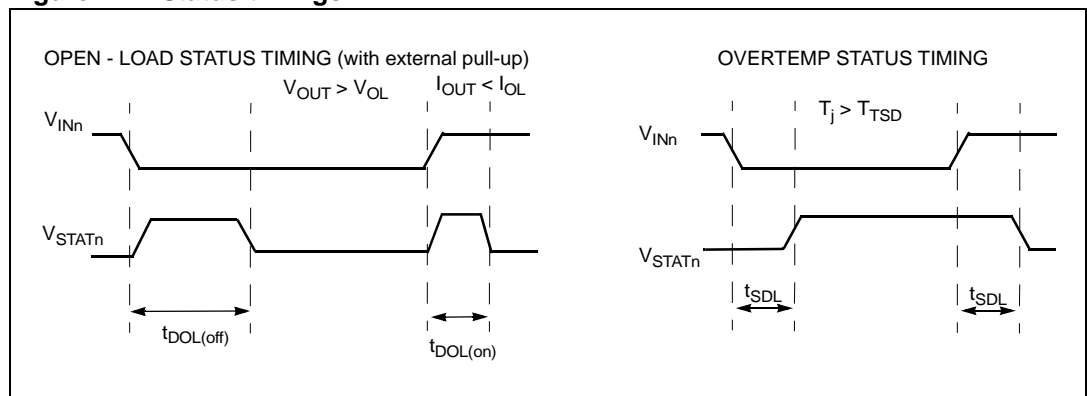 OPEN - LOAD STATUS TIMING (with external pull-up)
VOUT > VOL
IOUT < IOL
VINn
VSTATn
tDOL(off)
tDOL(on)
OVERTEMP STATUS TIMING
Tj > TTSD
VINn
VSTATn
tSDL
tSDL